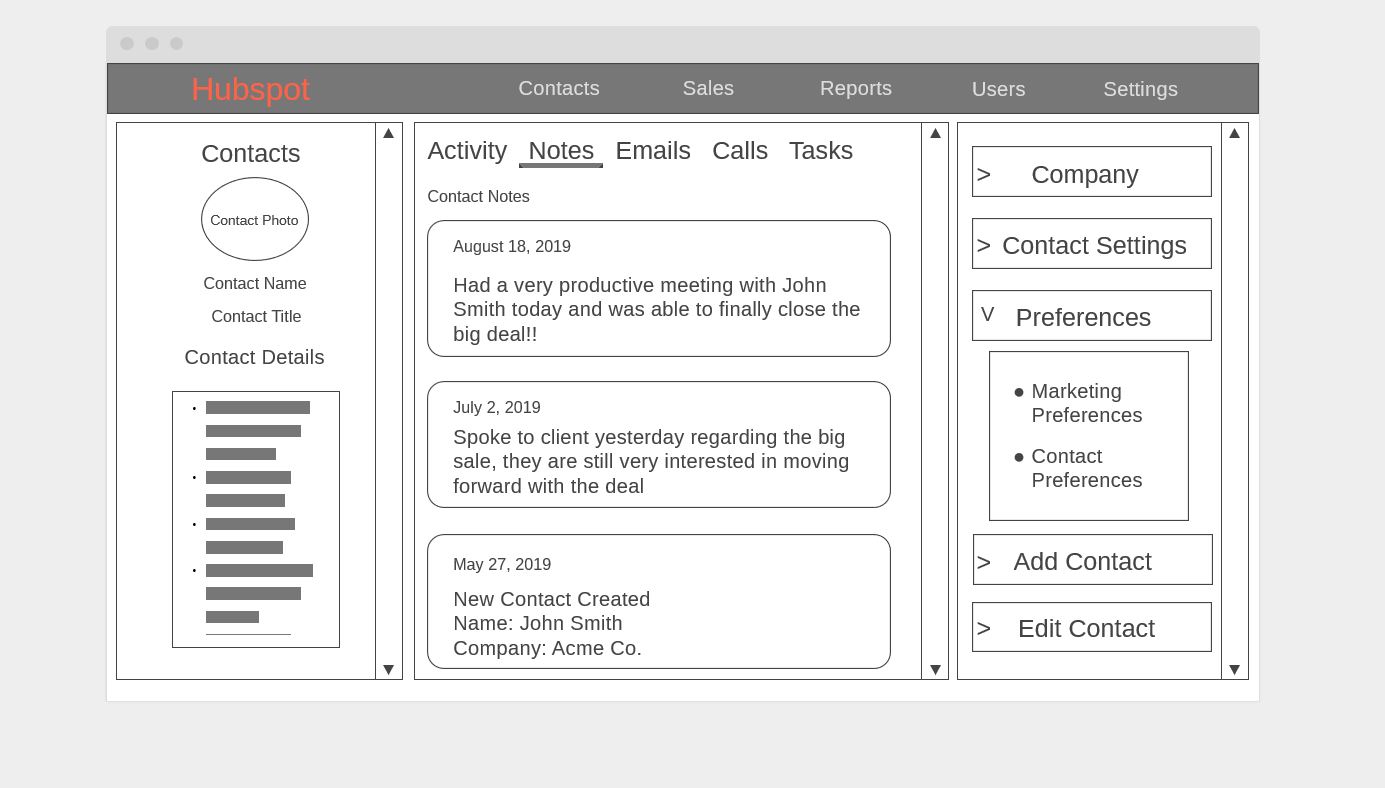 Hubspot
Contacts
Sales
Reports
Users
Settings
Contacts
Contact Photo
Contact Name
Contact Title
Contact Details
Activity
Notes
Emails
Calls
Tasks
Contact Notes
August 18, 2019
Had a very productive meeting with John
Smith today and was able to finally close the
big deal!!
July 2, 2019
Spoke to client yesterday regarding the big
sale, they are still very interested in moving
forward with the deal
May 27, 2019
New Contact Created
Name: John Smith
Company: Acme Co.
> Company
> Contact Settings
V Preferences
● Marketing
Preferences
● Contact
Preferences
> Add Contact
> Edit Contact